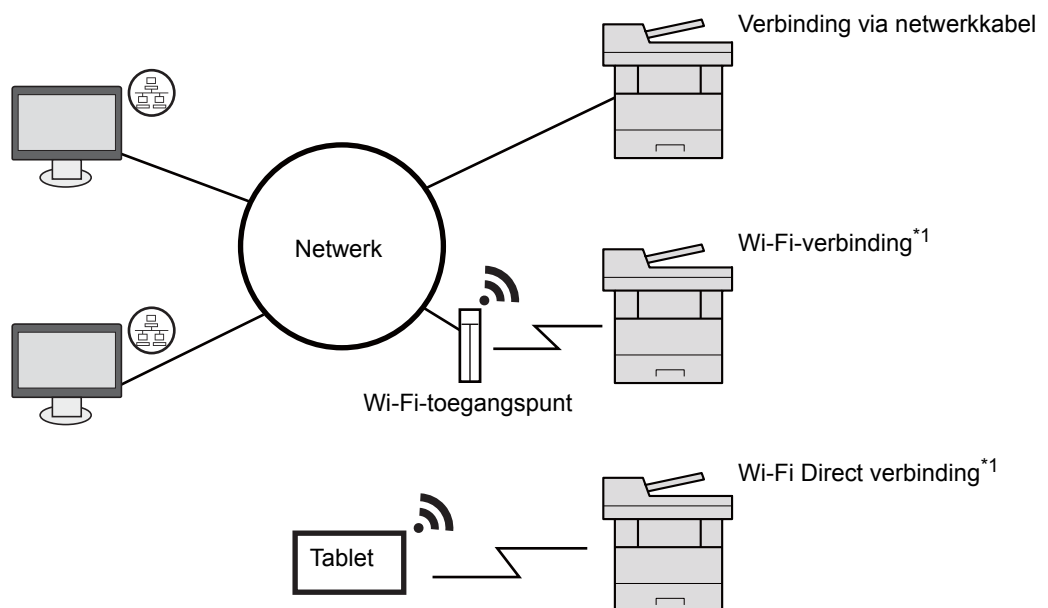 Verbinding via netwerkkabel
Netwerk
Wi-Fi-verbinding*1
Wi-Fi-toegangspunt
Wi-Fi Direct verbinding*1
Tablet